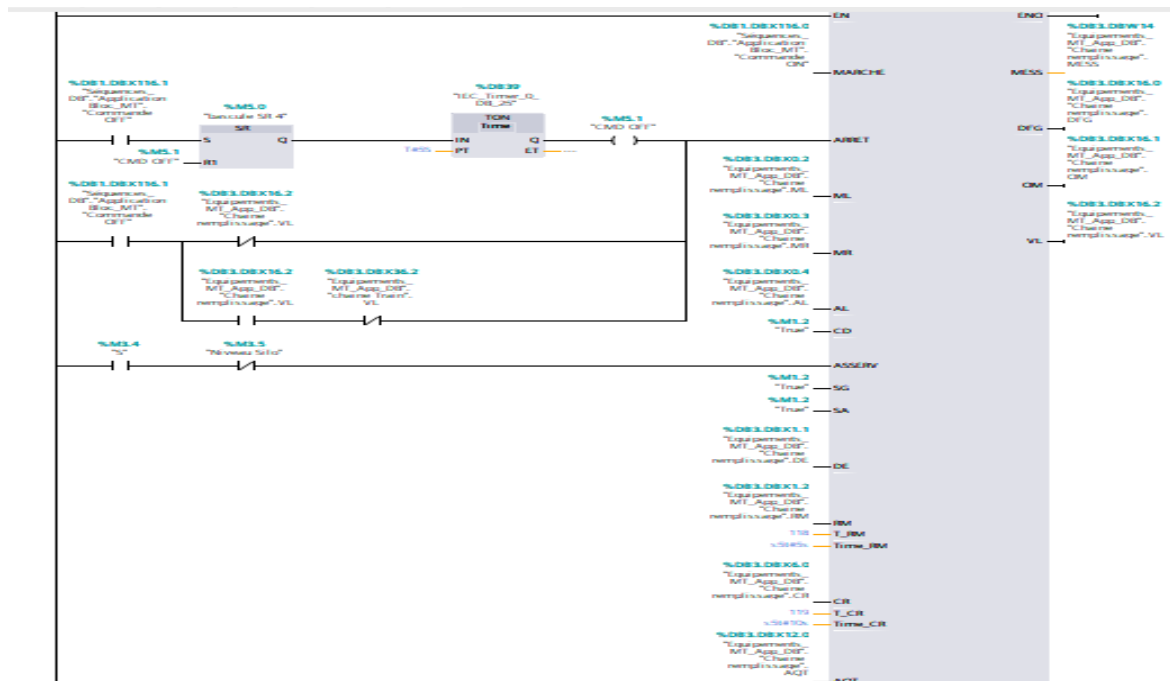 EN
ENO
%DB1.DBX116.0
"Sequences_
DB"."Application
Bloc_MT".
"Commande
ON"
MARCHE
%DB3.DBW14
"Equipements_
MT_App_DB".
"Chaine
remplissage".
MESS
MESS
%DB1.DBX116.1
"Sequences_
DB"."Application
Bloc_MT".
"Commande
OFF"
%M5.0
"bascule SR 4"
SR
S
Q
%M5.1
"CMD OFF"
R1
%DB39
"IEC_Timer_0_
DB_25"
TON
Time
IN
Q
T#5S
PT
ET
...
%M5.1
"CMD OFF"
ARRET
%DB3.DBX16.0
"Equipements_
MT_App_DB".
"Chaine
remplissage".
DFG
DFG
%DB3.DBX0.2
"Equipements_
MT_App_DB".
"Chaine
remplissage".ML
ML
%DB3.DBX16.1
"Equipements_
MT_App_DB".
"Chaine
remplissage".
OM
OM
%DB1.DBX116.1
"Sequences_
DB"."Application
Bloc_MT".
"Commande
OFF"
%DB3.DBX16.2
"Equipements_
MT_App_DB".
"Chaine
remplissage".VL
%DB3.DBX0.3
"Equipements_
MT_App_DB".
"Chaine
remplissage".MR
MR
%DB3.DBX16.2
"Equipements_
MT_App_DB".
"Chaine
remplissage".VL
VL
%DB3.DBX16.2
"Equipements_
MT_App_DB".
"Chaine
remplissage".VL
%DB3.DBX36.2
"Equipements_
MT_App_DB".
"chaine Train".
VL
%DB3.DBX0.4
"Equipements_
MT_App_DB".
"Chaine
remplissage".AL
AL
%M1.2
"True"
CD
%M3.4
"S"
%M3.5
"Niveau Silo"
ASSERV
%M1.2
"True"
SG
%M1.2
"True"
SA
%DB3.DBX1.1
"Equipements_
MT_App_DB".
"Chaine
remplissage".DE
DE
%DB3.DBX1.2
"Equipements_
MT_App_DB".
"Chaine
remplissage".RM
RM
118
T_RM
s5t#5s
Time_RM
%DB3.DBX6.0
"Equipements_
MT_App_DB".
"Chaine
remplissage".CR
CR
119
T_CR
s5t#10s
Time_CR
%DB3.DBX12.0
"Equipements_
MT_App_DB".
"Chaine
remplissage".
AQT
AQT